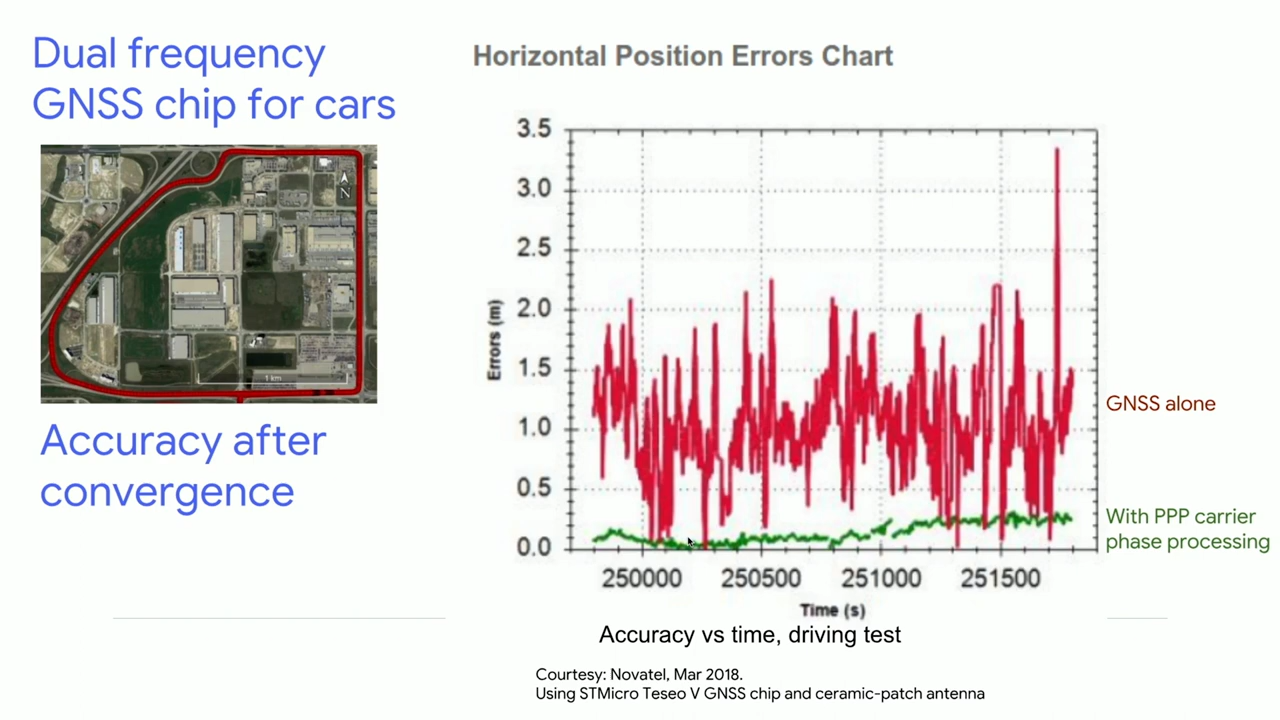 Dual frequency
GNSS chip for cars
N
1 km
Accuracy after
convergence
Horizontal Position Errors Chart
Errors (m)
3.5
3.0
2.5
2.0
1.5
1.0
0.5
0.0
250000 250500 251000 251500
Time (s)
GNSS alone
With PPP carrier
phase processing
Accuracy vs time, driving test
Courtesy: Novatel, Mar 2018.
Using STMicro Teseo V GNSS chip and ceramic-patch antenna